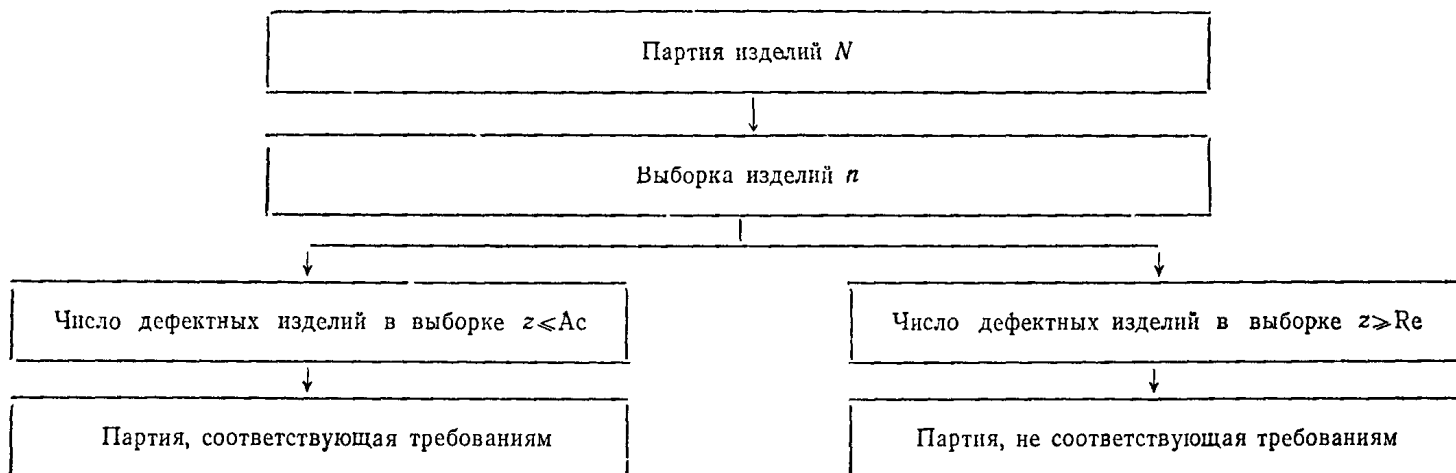 Партия изделий N
Выборка изделий n
Число дефектных изделий в выборке z⩽Ac
Число дефектных изделий в выборке z⩾Re
Партия, соответствующая требованиям
Партия, не соответствующая требованиям